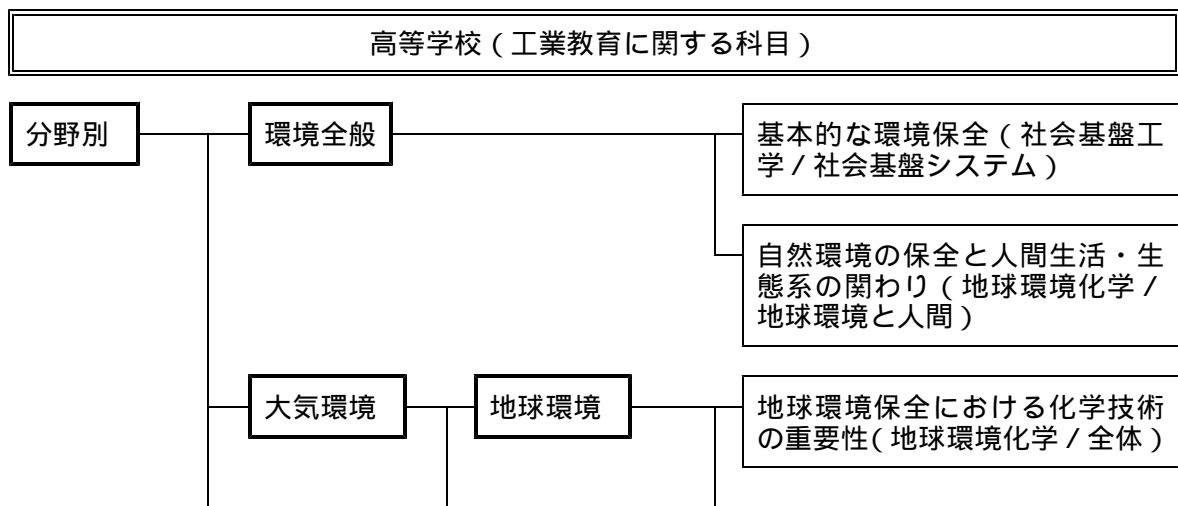 高等学校（工業教育に関する科目）
分野別
環境全般
基本的な環境保全（社会基盤工
学／社会基盤システム）
自然環境の保全と人間生活・生
態系の関わり（地球環境化学／
地球環境と人間）
大気環境
地球環境
地球環境保全における化学技術
の重要性(地球環境化学／全体）